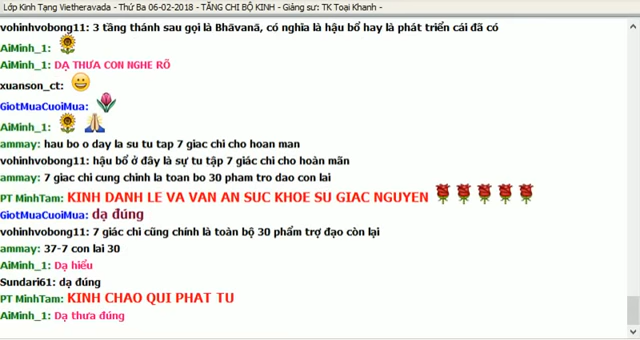 Lớp Kinh Tạng Vietheravada - Thứ Ba 06-02-2018 - TĂNG CHI BỘ KINH - Giảng sư: TK Toại Khanh -
vohinhvobong11: 3 tầng thánh sau gọi là Bhāvanā, có nghĩa là hậu bổ hay là phát triển cái đã có
AiMinh_1:
AiMinh_1: DẠ THƯA CON NGHE RÕ
xuanson_ct:
GiotMuaCuoiMua:
AiMinh_1:
ammay: hau bo o day la su tu tap 7 giac chi cho hoan man
vohinhvobong11: hậu bổ ở đây là sự tu tập 7 giác chi cho hoàn mãn
ammay: 7 giac chi cung chinh la toan bo 30 pham tro dao con lai
PT MinhTam: KINH DANH LE VA VAN AN SUC KHOE SU GIAC NGUYEN
GiotMuaCuoiMua: dạ đúng
vohinhvobong11: 7 giác chi cũng chính là toàn bộ 30 phẩm trợ đạo còn lại
ammay: 37-7 con lai 30
AiMinh_1: Dạ hiểu
Sundari61: dạ đúng
PT MinhTam: KINH CHAO QUI PHAT TU
AiMinh_1: Dạ thưa đúng